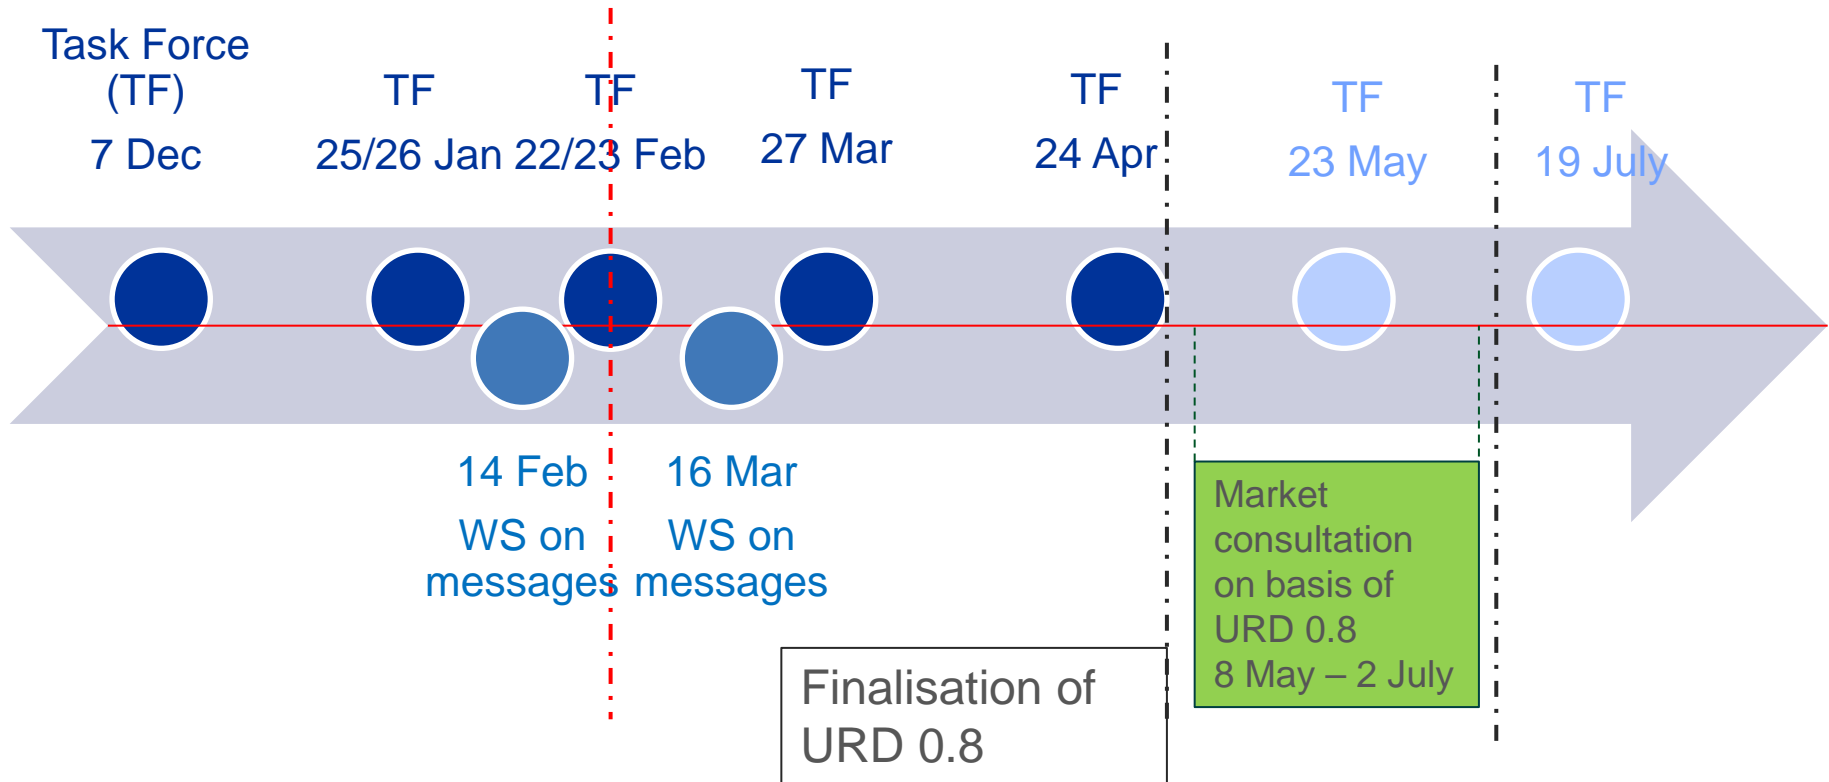 Task Force
(TF)
7 Dec
TF
25/26 Jan
TF
22/23 Feb
TF
27 Mar
TF
24 Apr
TF
23 May
TF
19 July
14 Feb
WS on
messages
16 Mar
WS on
messages
Market
consultation
on basis of
URD 0.8
8 May – 2 July
Finalisation of
URD 0.8